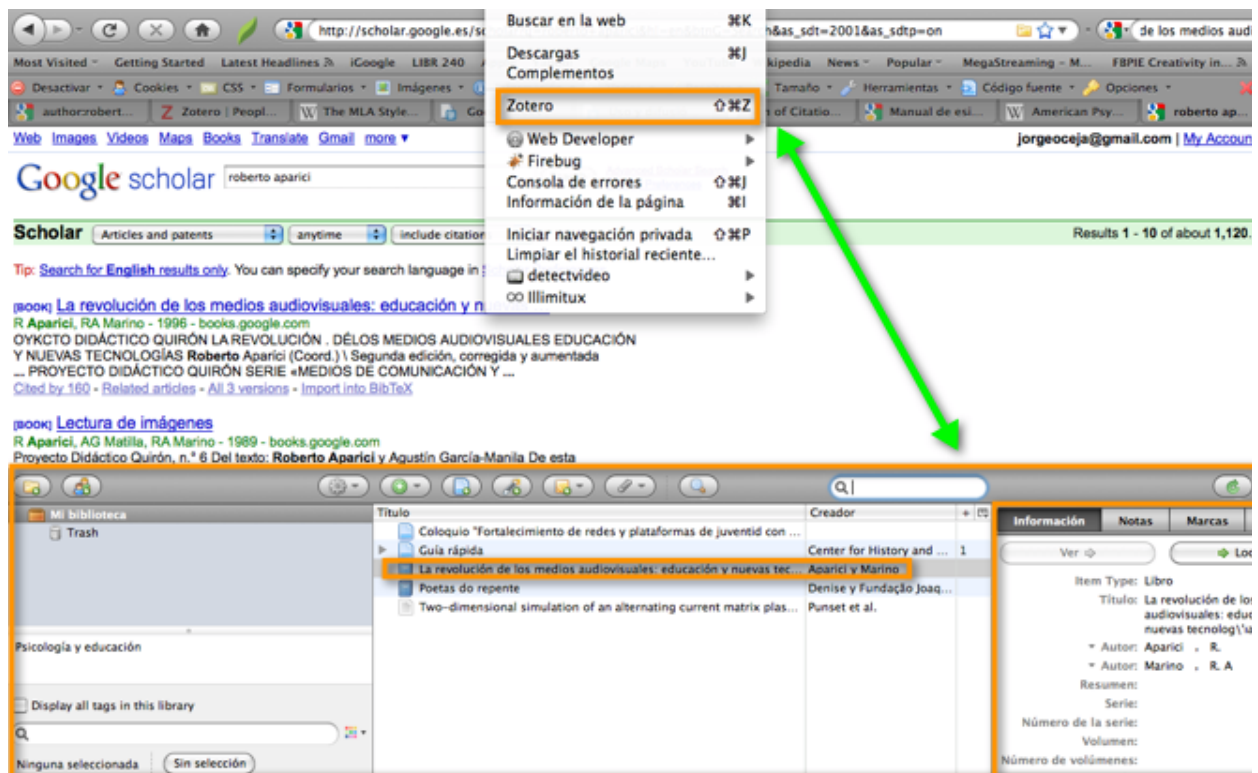 Buscar en la web ⌘K
Descargas ⌘J
Complementos
Zotero ⇧⌘Z
Web Developer
Firebug
Consola de errores ⇧⌘J
Información de la página ⌘I
Iniciar navegación privada ⇧⌘P
Limpiar el historial reciente...
detectvideo
Illimitux
http://scholar.google.es/sc
h&as_sdt=2001&as_sdtp=on
de los medios audi
Most Visited Getting Started Latest Headlines iGoogle LIBR 240
kipedia News Popular MegaStreaming - M... FBPIE Creativity in...
Desactivar Cookies CSS Formularios Imágenes
Tamaño Herramientas Código fuente Opciones
author:robert... Zotero | Peopl... The MLA Style... Go
n of Citatio... Manual de esi... American Psy... roberto ap...
Web Images Videos Maps Books Translate Gmail more ▼
jorgeoceja@gmail.com | My Accoun
Google scholar roberto aparici
Scholar Articles and patents anytime include citation
Results 1 - 10 of about 1,120.
Tip: Search for English results only. You can specify your search language in
[BOOK] La revolución de los medios audiovisuales: educación y n
R Aparici, RA Marino - 1996 - books.google.com
OYKCTO DIDÁCTICO QUIRÓN LA REVOLUCIÓN . DÉLOS MEDIOS AUDIOVISUALES EDUCACIÓN
Y NUEVAS TECNOLOGÍAS Roberto Aparici (Coord.) \ Segunda edición, corregida y aumentada
... PROYECTO DIDÁCTICO QUIRÓN SERIE «MEDIOS DE COMUNICACIÓN Y ...
Cited by 160 - Related articles - All 3 versions - Import into BibTeX
[BOOK] Lectura de imágenes
R Aparici, AG Matilla, RA Marino - 1989 - books.google.com
Proyecto Didáctico Quirón, n.° 6 Del texto: Roberto Aparici y Agustín García-Manila De esta
Mi biblioteca
Trash
Psicología y educación
Display all tags in this library
Ninguna seleccionada Sin selección
Título Creador +
Coloquio "Fortalecimiento de redes y plataformas de juventid con ...
Guía rápida Center for History and ... 1
La revolución de los medios audiovisuales: educación y nuevas tec... Aparici y Marino
Poetas do repente Denise y Fundação Joaq...
Two-dimensional simulation of an alternating current matrix plas... Punset et al.
Información Notas Marcas
Ver Loc
Item Type: Libro
Título: La revolución de los
audiovisuales: educ
nuevas tecnolog\'ia
Autor: Aparici , R.
Autor: Marino , R. A
Resumen:
Serie:
Número de la serie:
Volumen:
Número de volúmenes: